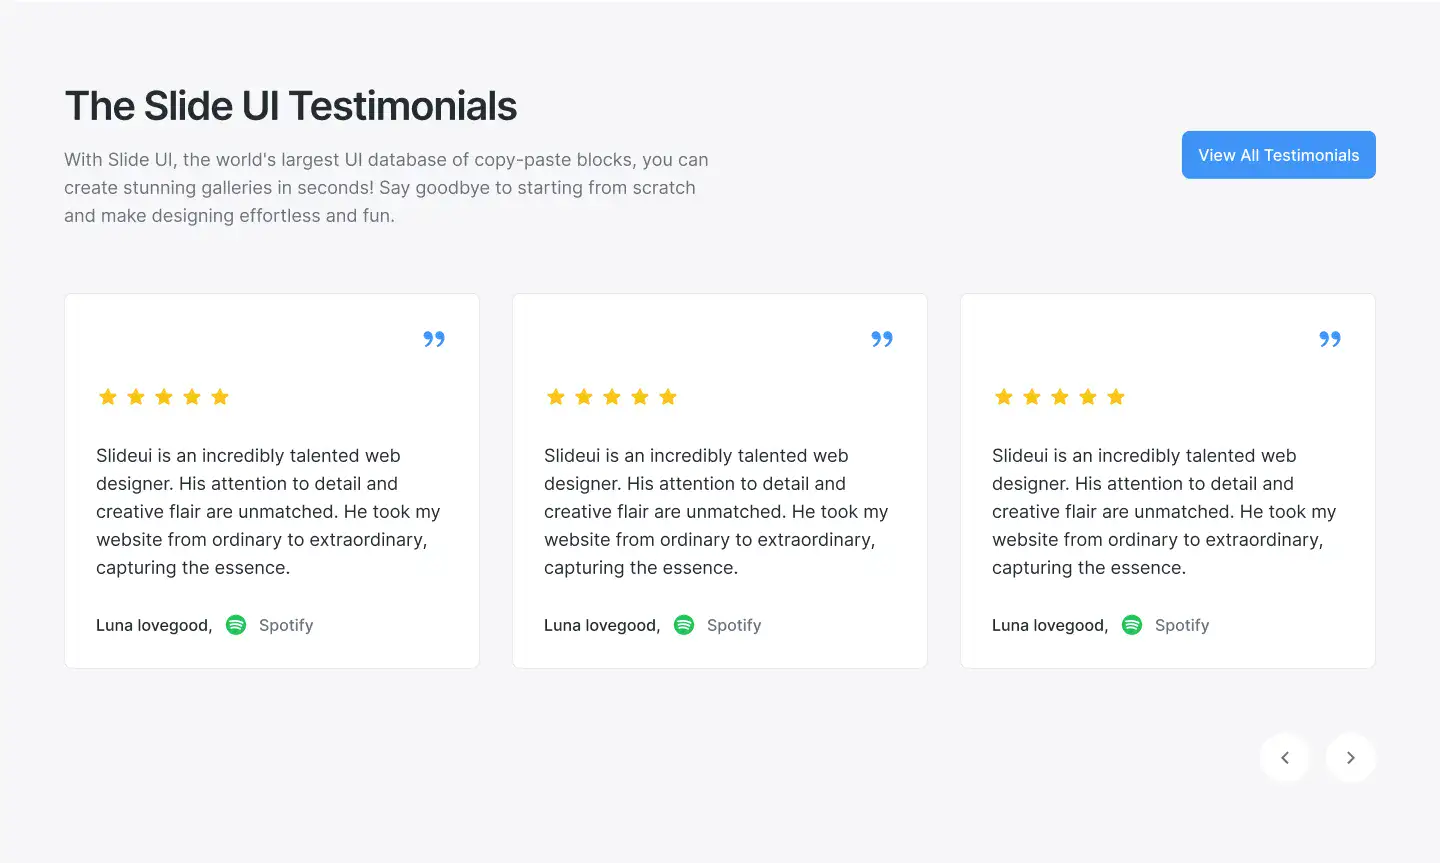 The Slide UI Testimonials
With Slide UI, the world's largest UI database of copy-paste blocks, you can
create stunning galleries in seconds! Say goodbye to starting from scratch
and make designing effortless and fun.
View All Testimonials
Slideui is an incredibly talented web
designer. His attention to detail and
creative flair are unmatched. He took my
website from ordinary to extraordinary,
capturing the essence.
Luna lovegood, Spotify
Slideui is an incredibly talented web
designer. His attention to detail and
creative flair are unmatched. He took my
website from ordinary to extraordinary,
capturing the essence.
Luna lovegood, Spotify
Slideui is an incredibly talented web
designer. His attention to detail and
creative flair are unmatched. He took my
website from ordinary to extraordinary,
capturing the essence.
Luna lovegood, Spotify